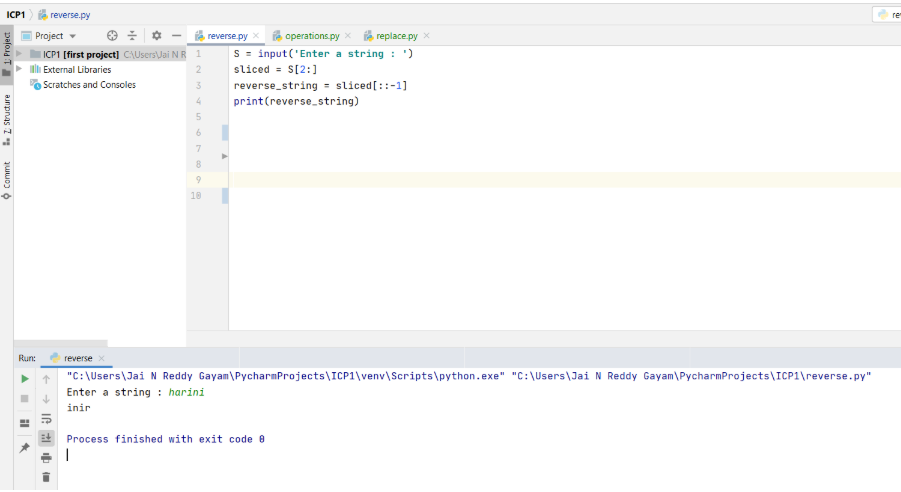 ICP1 reverse.py
re
1: Project
Project
reverse.py operations.py replace.py
ICP1 [first project] C:\Users\Jai N R
External Libraries
Scratches and Consoles
Z: Structure
Commit
1 S = input('Enter a string : ')
2 sliced = S[2:]
3 reverse_string = sliced[::-1]
4 print(reverse_string)
5
6
7
8
9
10
Run: reverse
"C:\Users\Jai N Reddy Gayam\PycharmProjects\ICP1\venv\Scripts\python.exe" "C:\Users\Jai N Reddy Gayam\PycharmProjects\ICP1\reverse.py"
Enter a string : harini
inir
Process finished with exit code 0